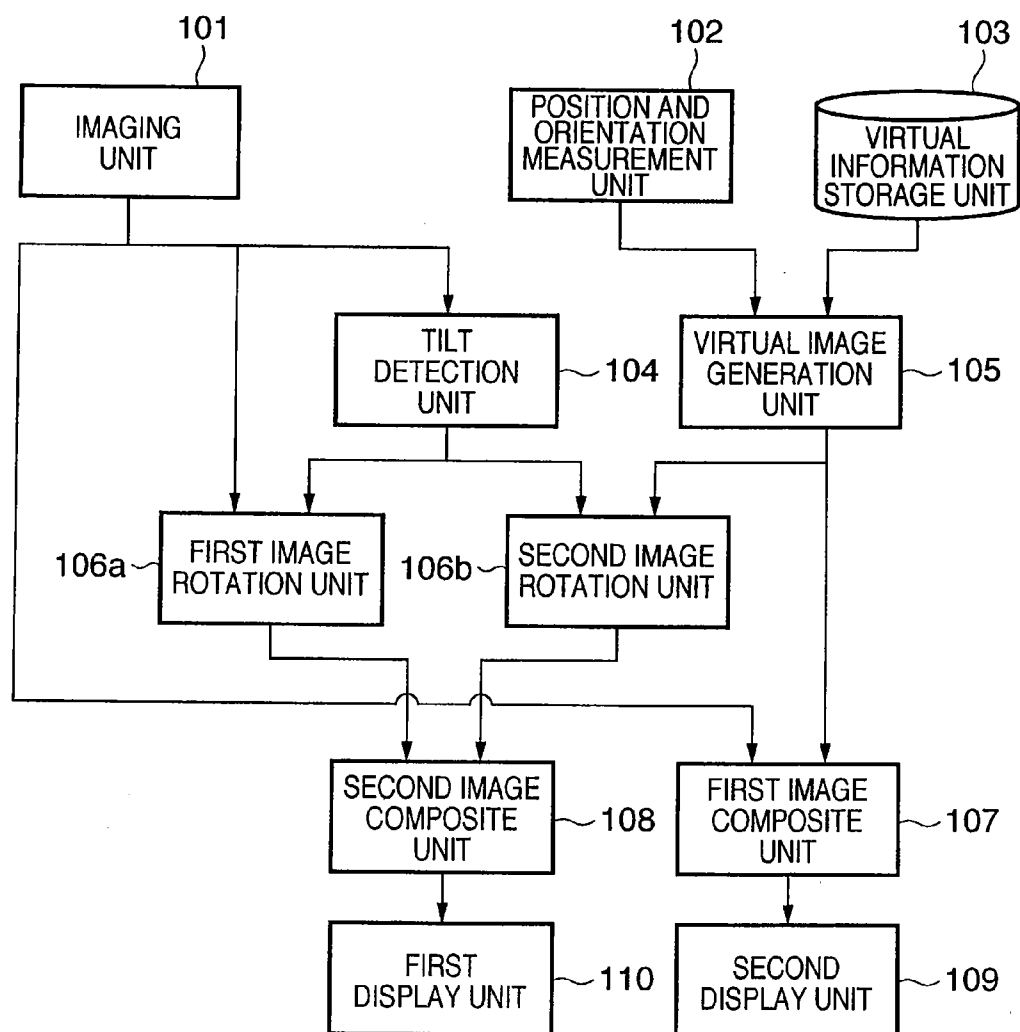 101
102
103
IMAGING
UNIT
POSITION AND
ORIENTATION
MEASUREMENT
UNIT
VIRTUAL
INFORMATION
STORAGE UNIT
TILT
DETECTION
UNIT
104
VIRTUAL IMAGE
GENERATION
UNIT
105
106a
FIRST IMAGE
ROTATION UNIT
106b
SECOND IMAGE
ROTATION UNIT
SECOND IMAGE
COMPOSITE
UNIT
108
FIRST IMAGE
COMPOSITE
UNIT
107
FIRST
DISPLAY UNIT
110
SECOND
DISPLAY UNIT
109